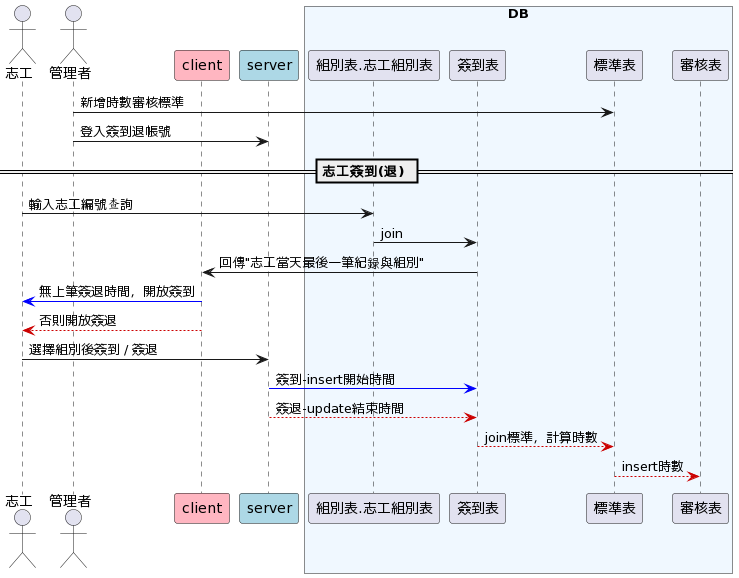 DB
志工
管理者
client
server
組別表.志工組別表
簽到表
標準表
審核表
新增時數審核標準
登入簽到退帳號
志工簽到(退)
輸入志工編號查詢
join
回傳"志工當天最後一筆紀錄與組別"
無上筆簽退時間，開放簽到
否則開放簽退
選擇組別後簽到 / 簽退
簽到-insert開始時間
簽退-update結束時間
join標準，計算時數
insert時數
志工
管理者
client
server
組別表.志工組別表
簽到表
標準表
審核表